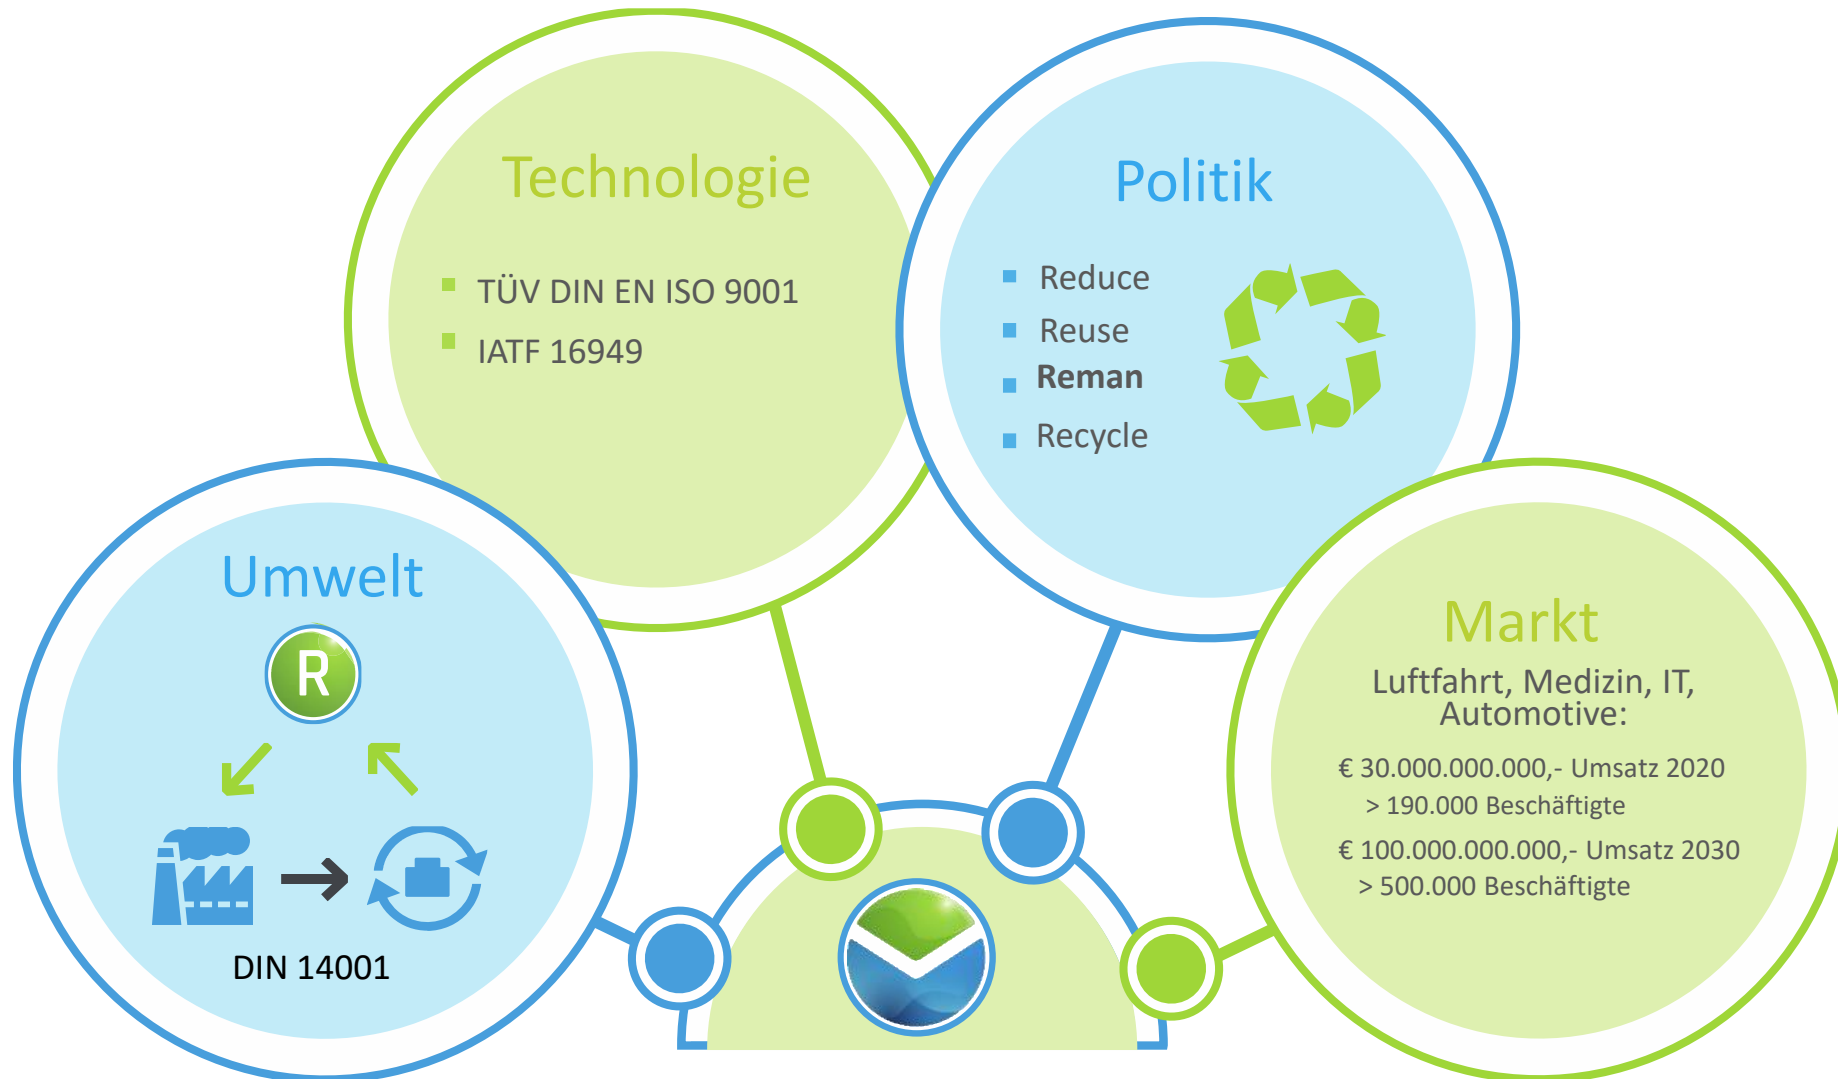 Technologie
TÜV DIN EN ISO 9001
IATF 16949
Politik
Reduce
Reuse
Reman
Recycle
Umwelt
R
DIN 14001
Markt
Luftfahrt, Medizin, IT,
Automotive:
€ 30.000.000.000,- Umsatz 2020
> 190.000 Beschäftigte
€ 100.000.000.000,- Umsatz 2030
> 500.000 Beschäftigte